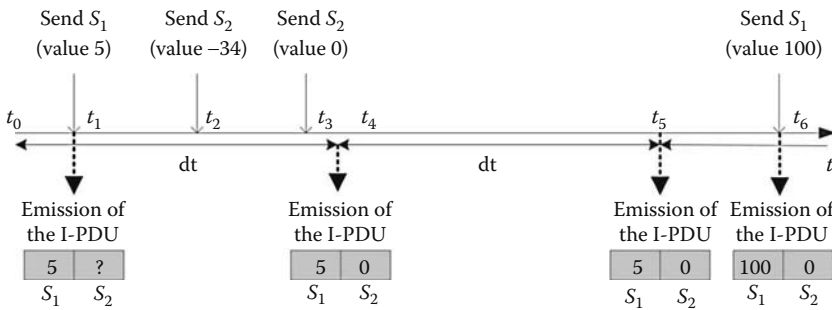 Send S₁ (value 5)
Send S₂ (value −34)
Send S₂ (value 0)
Send S₁ (value 100)
t₀ t₁ t₂ t₃ t₄ t₅ t₆
dt dt t
Emission of the I-PDU
5 ?
S₁ S₂
Emission of the I-PDU
5 0
S₁ S₂
Emission of the I-PDU
5 0
S₁ S₂
Emission of the I-PDU
100 0
S₁ S₂